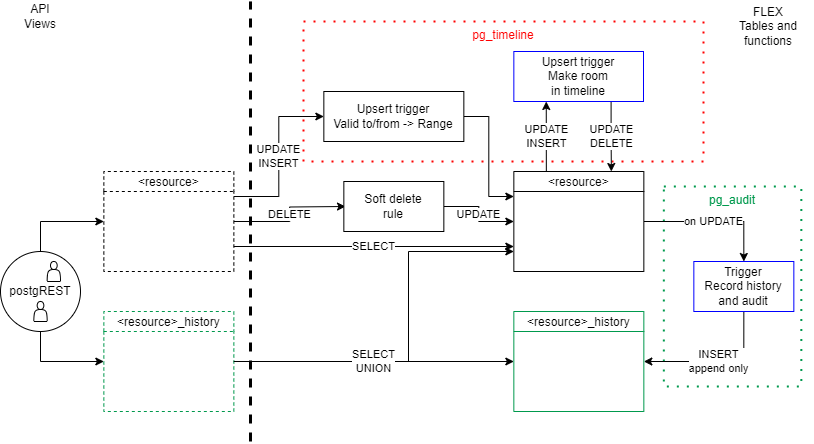 API
Views
FLEX
Tables and
functions
pg_timeline
Upsert trigger
Make room
in timeline
Upsert trigger
Valid to/from -> Range
UPDATE
INSERT
UPDATE
DELETE
UPDATE
INSERT
<resource>
<resource>
Soft delete
rule
DELETE
UPDATE
pg_audit
on UPDATE
SELECT
postgREST
Trigger
Record history
and audit
<resource>_history
<resource>_history
SELECT
UNION
INSERT
append only